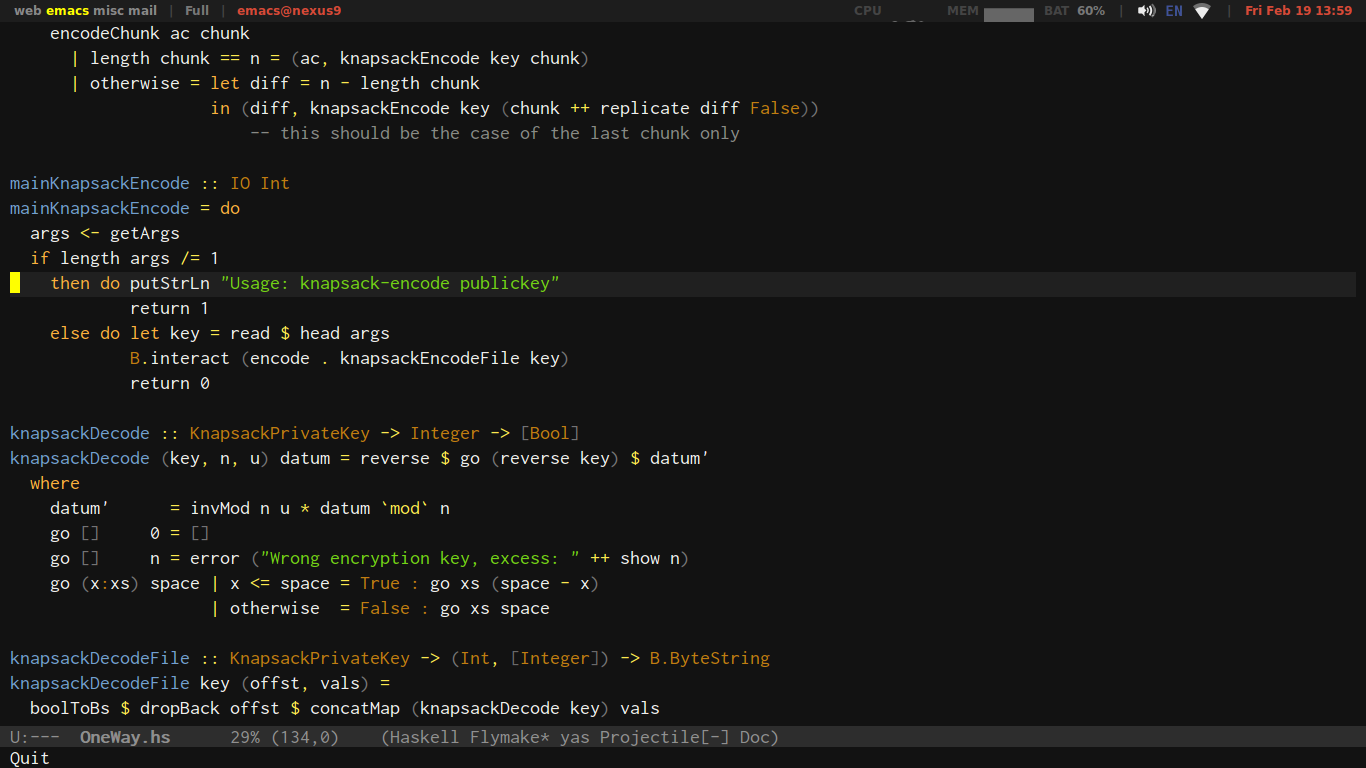 web emacs misc mail | Full | emacs@nexus9 CPU MEM BAT 60% | EN | Fri Feb 19 13:59
    encodeChunk ac chunk
      | length chunk == n = (ac, knapsackEncode key chunk)
      | otherwise = let diff = n - length chunk
                    in (diff, knapsackEncode key (chunk ++ replicate diff False))
                        -- this should be the case of the last chunk only
mainKnapsackEncode :: IO Int
mainKnapsackEncode = do
  args <- getArgs
  if length args /= 1
    then do putStrLn "Usage: knapsack-encode publickey"
            return 1
    else do let key = read $ head args
            B.interact (encode . knapsackEncodeFile key)
            return 0
knapsackDecode :: KnapsackPrivateKey -> Integer -> [Bool]
knapsackDecode (key, n, u) datum = reverse $ go (reverse key) $ datum'
  where
    datum'      = invMod n u * datum `mod` n
    go []     0 = []
    go []     n = error ("Wrong encryption key, excess: " ++ show n)
    go (x:xs) space | x <= space = True : go xs (space - x)
                    | otherwise  = False : go xs space
knapsackDecodeFile :: KnapsackPrivateKey -> (Int, [Integer]) -> B.ByteString
knapsackDecodeFile key (offst, vals) =
  boolToBs $ dropBack offst $ concatMap (knapsackDecode key) vals
U:---  OneWay.hs      29% (134,0)    (Haskell Flymake* yas Projectile[-] Doc)
Quit